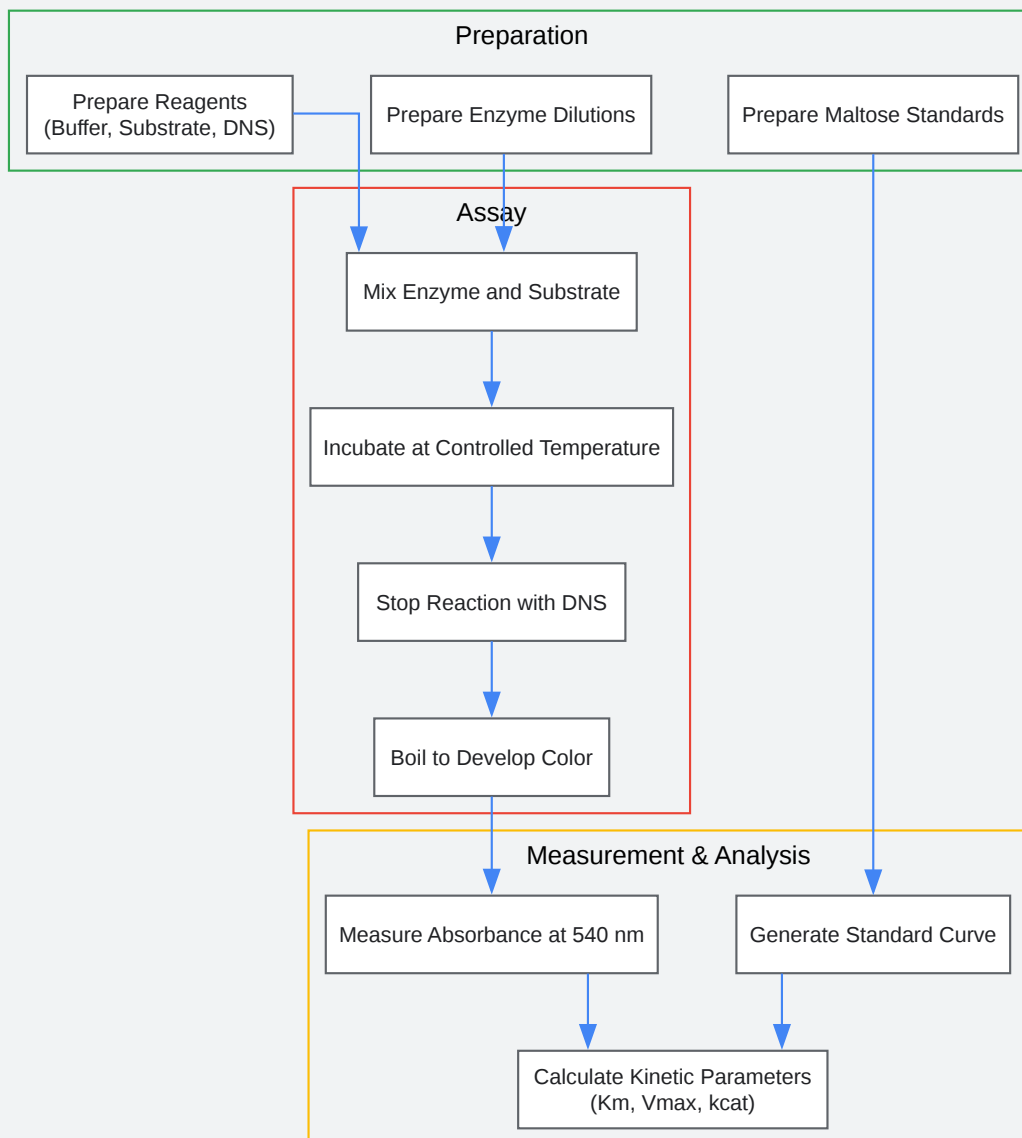 Preparation
Prepare Reagents
(Buffer, Substrate, DNS)
Prepare Enzyme Dilutions
Prepare Maltose Standards
Assay
Mix Enzyme and Substrate
Incubate at Controlled Temperature
Stop Reaction with DNS
Boil to Develop Color
Measurement & Analysis
Measure Absorbance at 540 nm
Generate Standard Curve
Calculate Kinetic Parameters
(Km, Vmax, kcat)